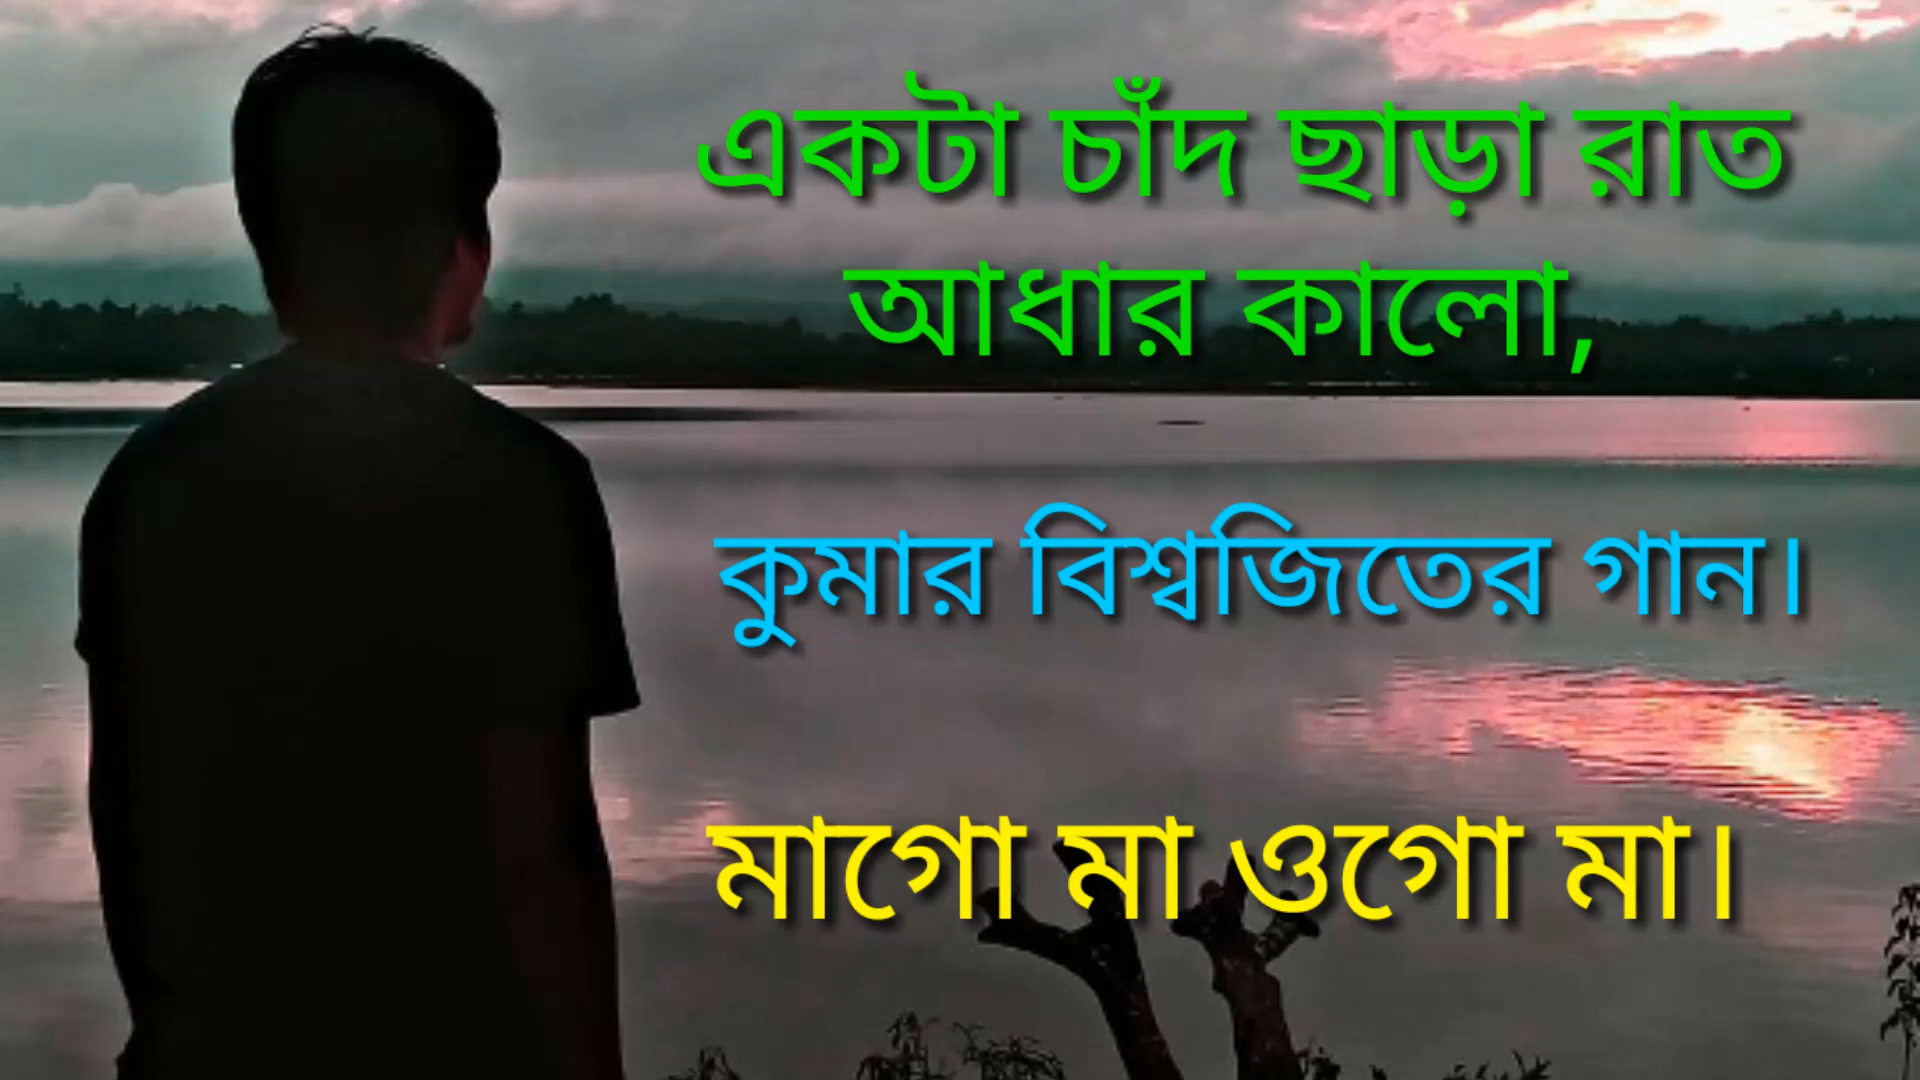 একটা চাঁদ ছাড়া রাত
আধার কালো,
কুমার বিশ্বজিতের গান।
মাগো মা ওগো মা।